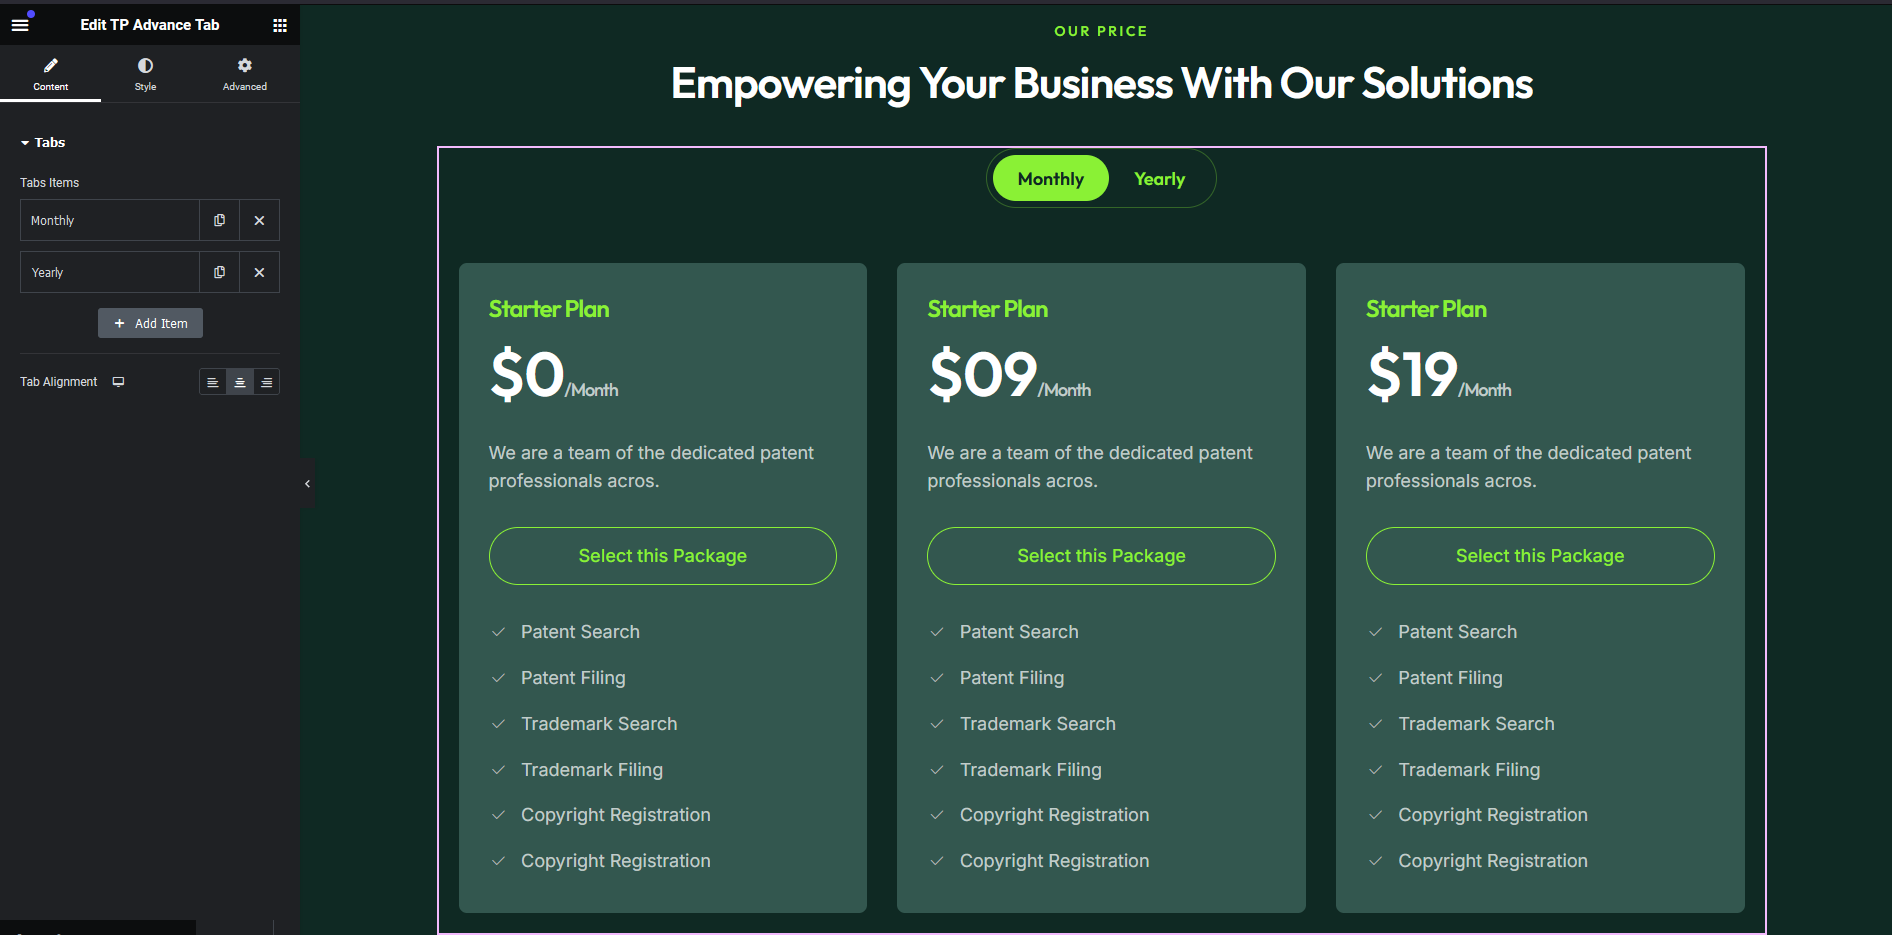 Edit TP Advance Tab
Content
Style
Advanced
Tabs
Tabs Items
Monthly
Yearly
+ Add Item
Tab Alignment
OUR PRICE
Empowering Your Business With Our Solutions
Monthly
Yearly
Starter Plan
$0/Month
We are a team of the dedicated patent
professionals acros.
Select this Package
Patent Search
Patent Filing
Trademark Search
Trademark Filing
Copyright Registration
Copyright Registration
Starter Plan
$09/Month
We are a team of the dedicated patent
professionals acros.
Select this Package
Patent Search
Patent Filing
Trademark Search
Trademark Filing
Copyright Registration
Copyright Registration
Starter Plan
$19/Month
We are a team of the dedicated patent
professionals acros.
Select this Package
Patent Search
Patent Filing
Trademark Search
Trademark Filing
Copyright Registration
Copyright Registration